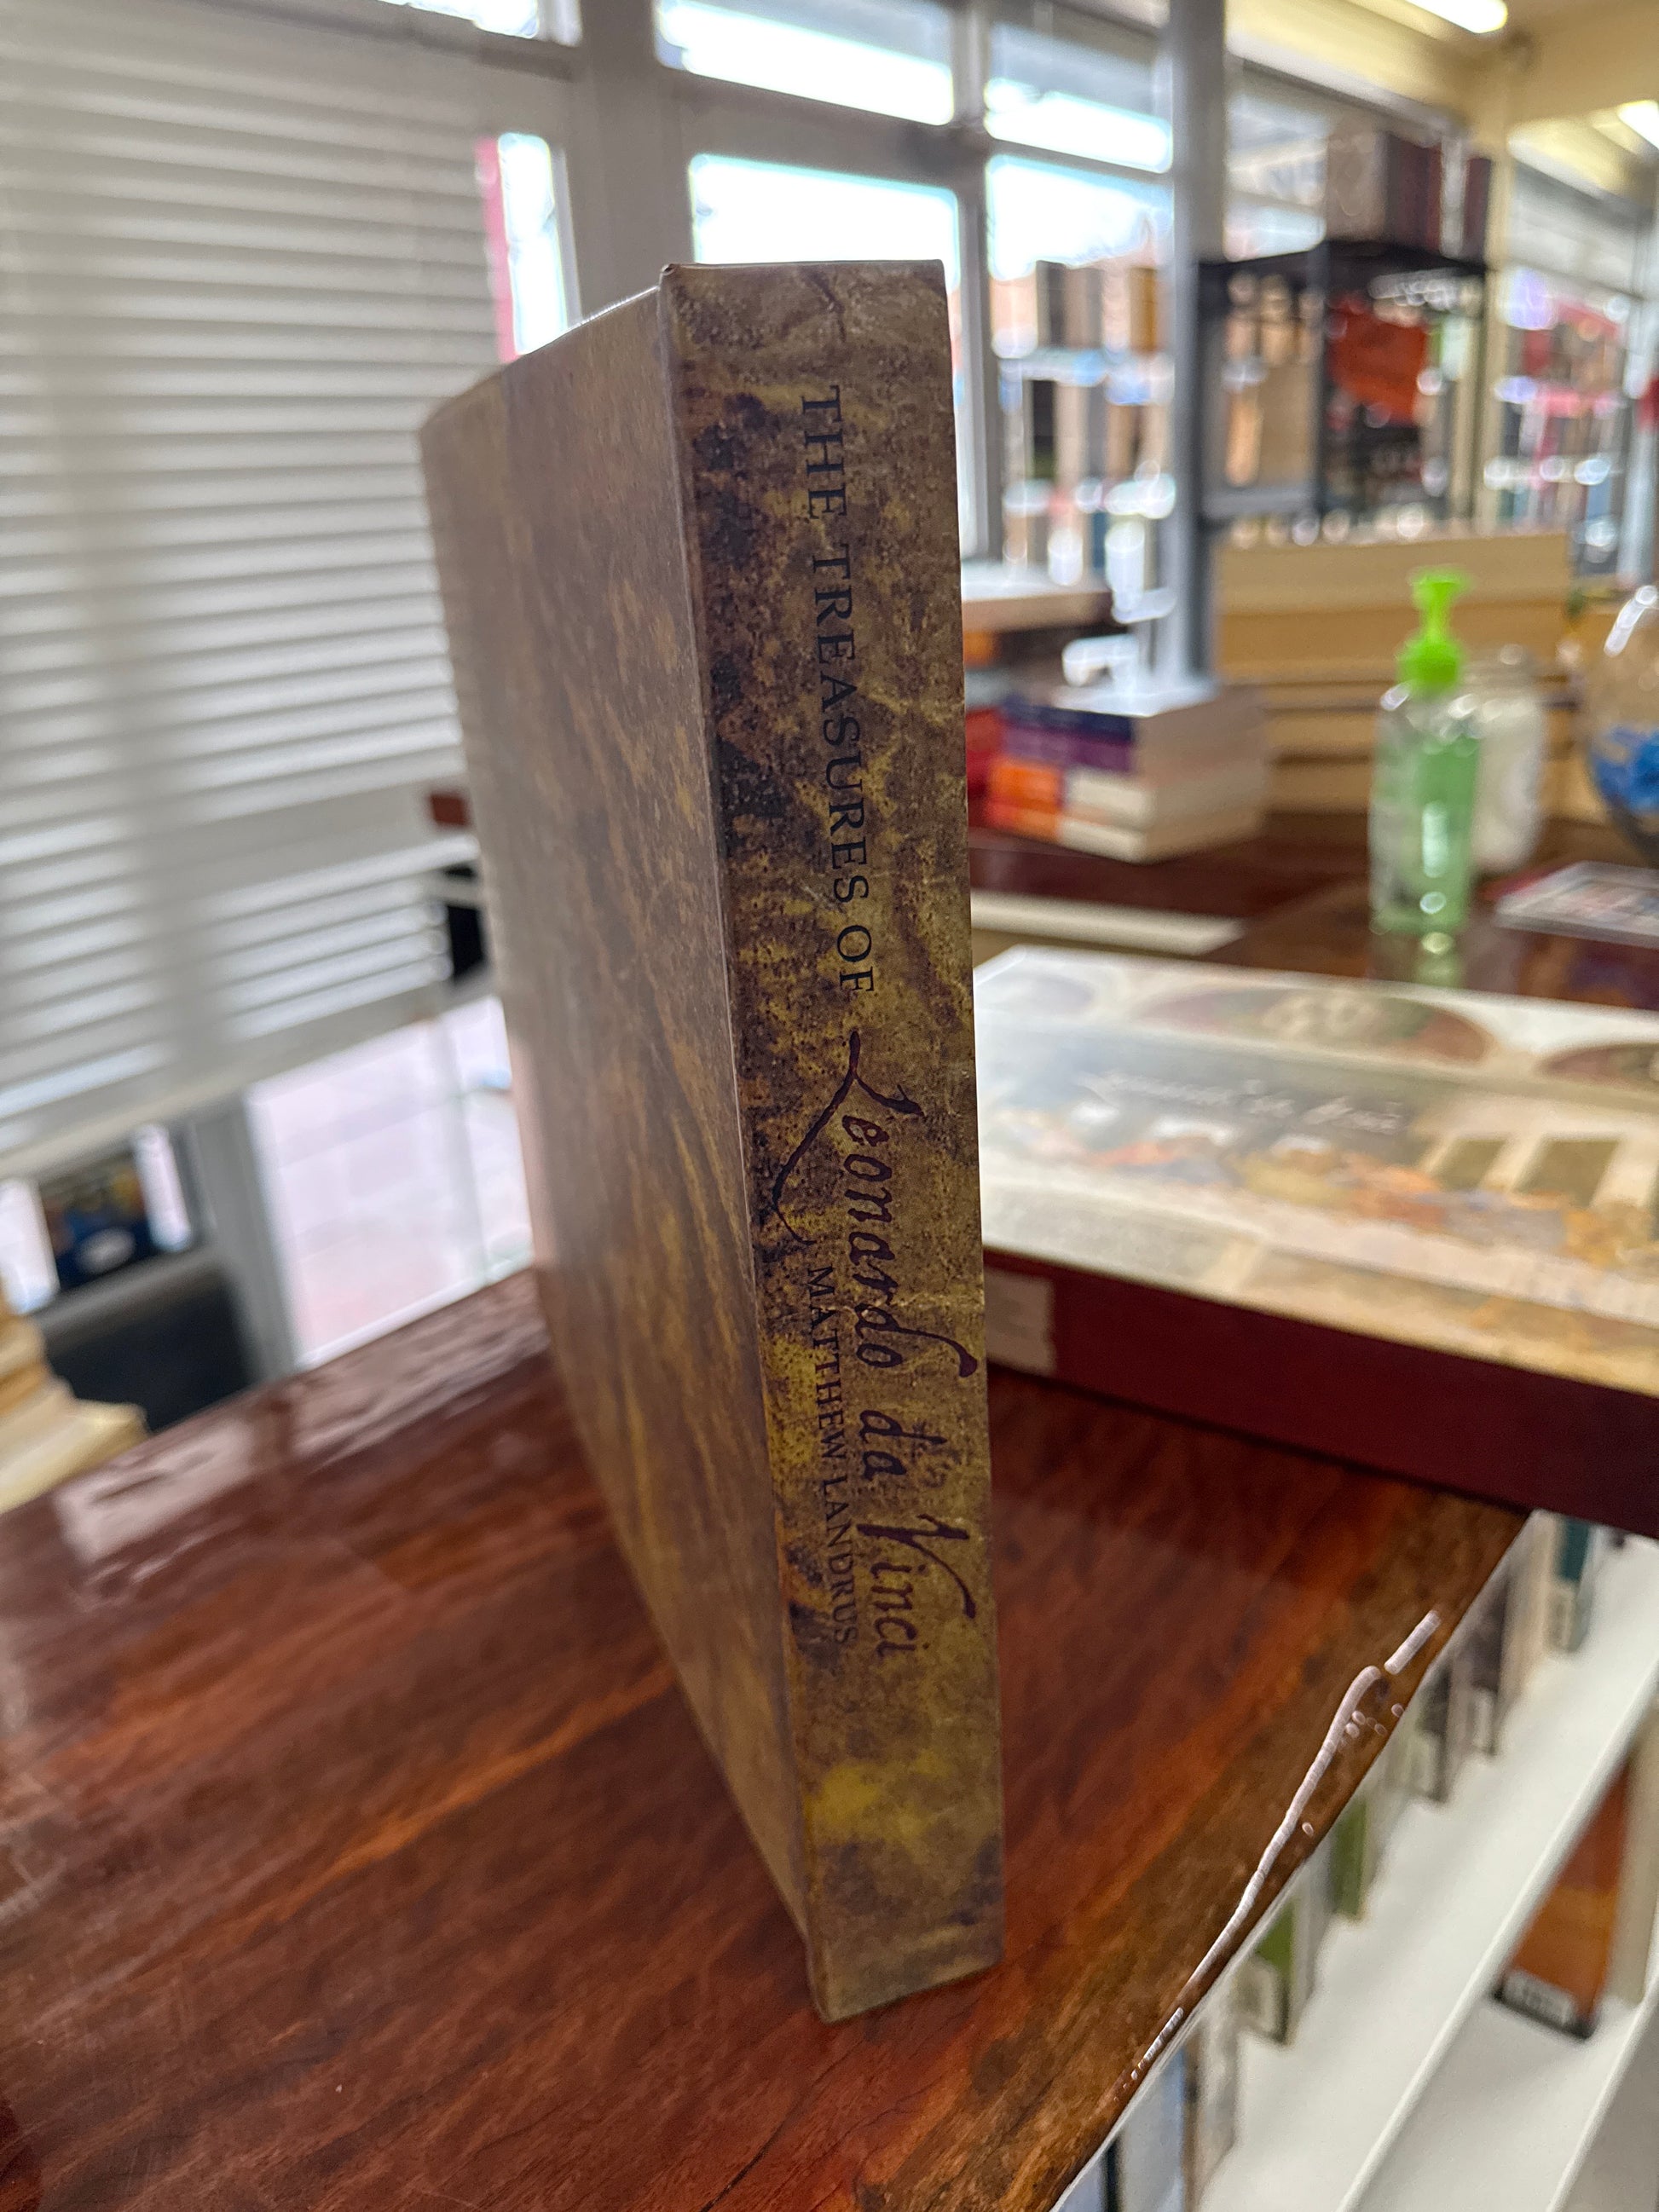 THE TREASURES OF Leonardo da Vinci
MATTHEW LANDRUS